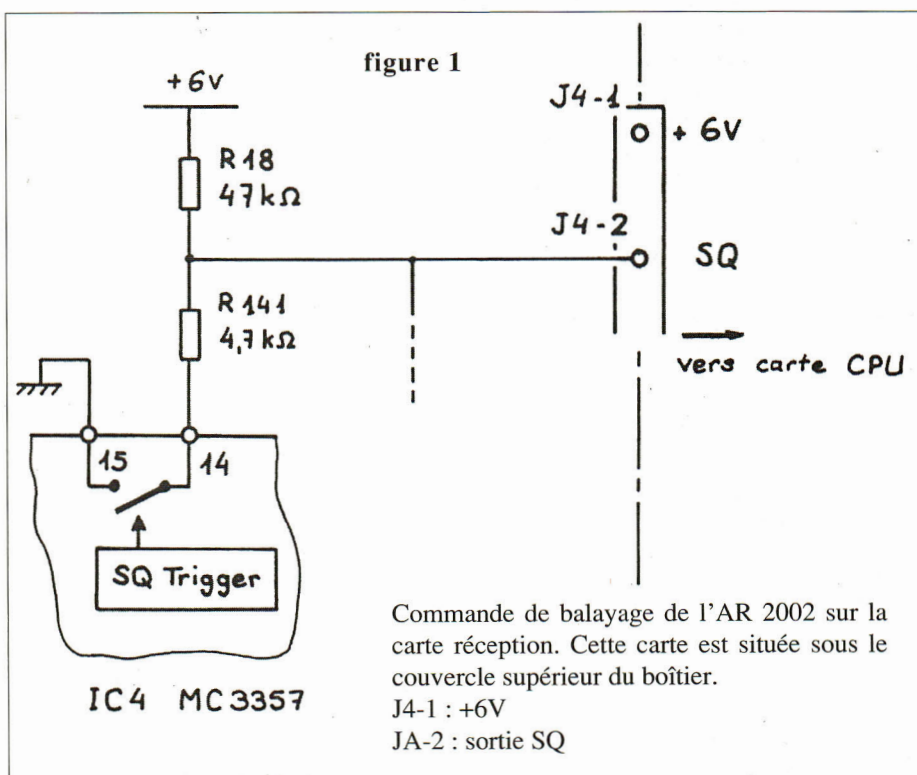 figure 1
+6V
J4-1
+ 6V
R 18
47 kΩ
J4-2
SQ
R 141
4,7 kΩ
vers carte CPU
15
14
SQ Trigger
Commande de balayage de l'AR 2002 sur la
carte réception. Cette carte est située sous le
couvercle supérieur du boîtier.
J4-1 : +6V
JA-2 : sortie SQ
IC4 MC3357